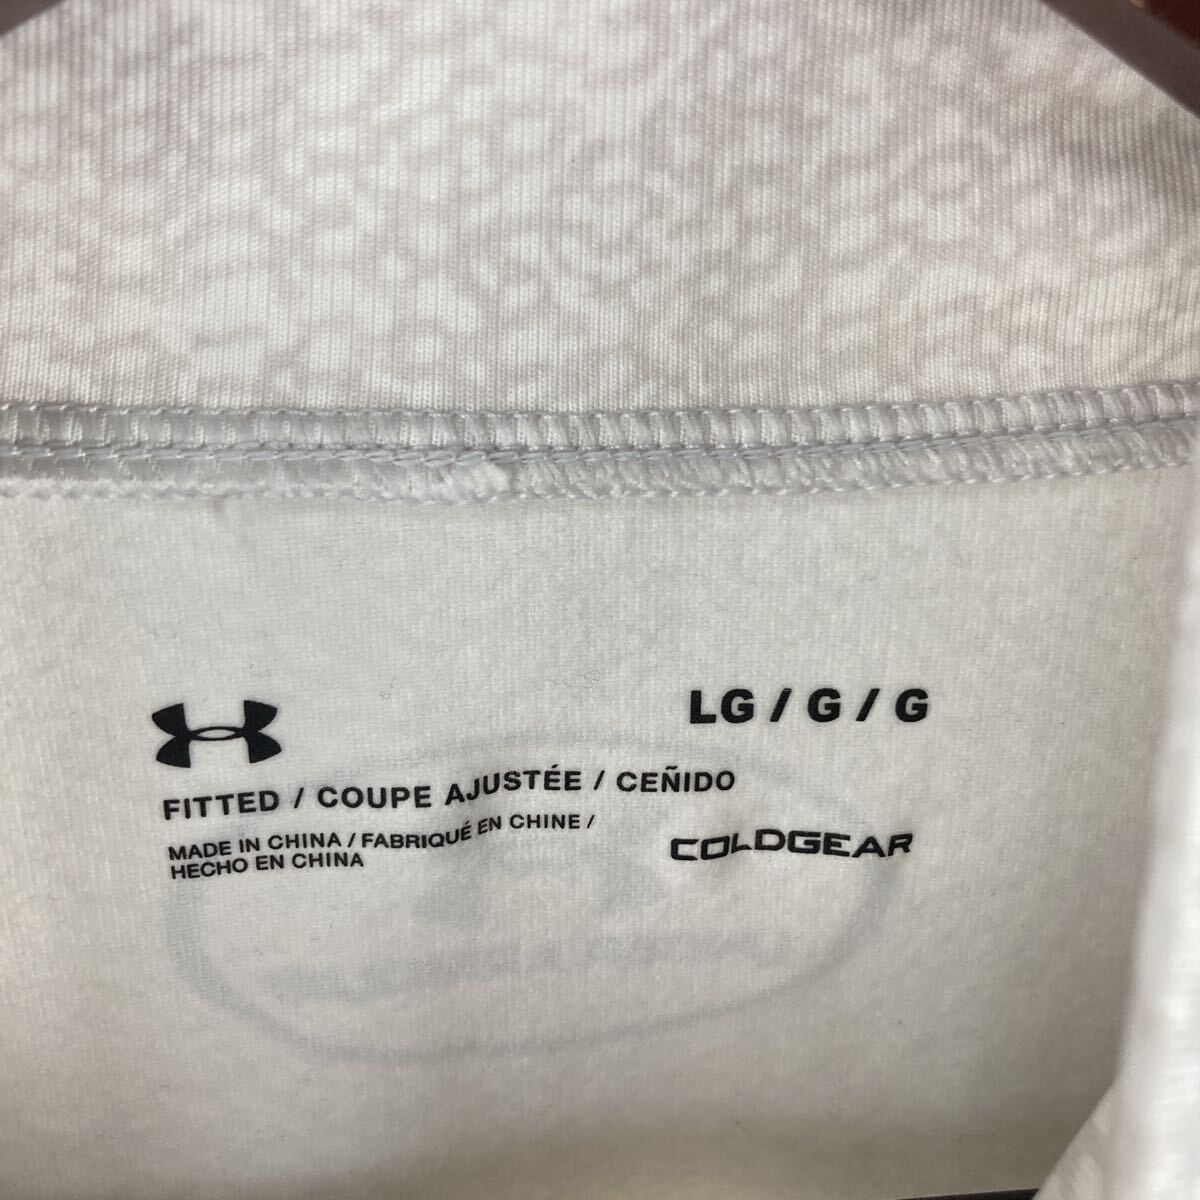 LG / G / G
FITTED / COUPE AJUSTÉE / CEÑIDO
MADE IN CHINA / FABRIQUÉ EN CHINE /
HECHO EN CHINA
COLDGEAR